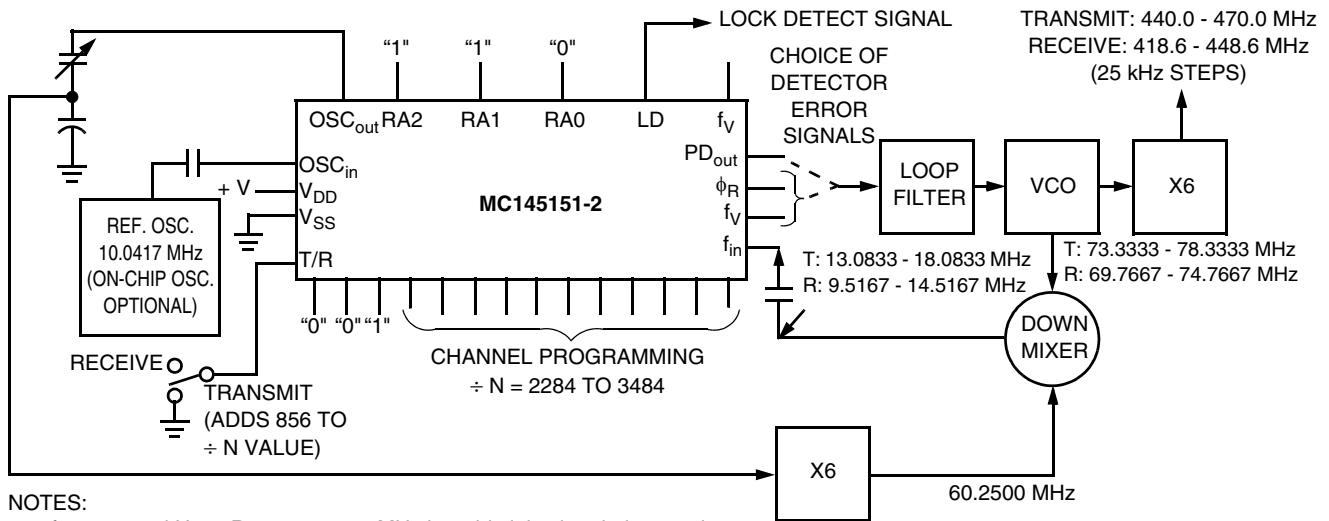 LOCK DETECT SIGNAL
TRANSMIT: 440.0 - 470.0 MHz
RECEIVE: 418.6 - 448.6 MHz
(25 kHz STEPS)
"1"
"1"
"0"
CHOICE OF
DETECTOR
ERROR
SIGNALS
OSCout
RA2
RA1
RA0
LD
fV
OSCin
+ V
VDD
VSS
T/R
MC145151-2
PDout
ϕR
fV
fin
LOOP
FILTER
VCO
X6
REF. OSC.
10.0417 MHz
(ON-CHIP OSC.
OPTIONAL)
T: 13.0833 - 18.0833 MHz
R: 9.5167 - 14.5167 MHz
T: 73.3333 - 78.3333 MHz
R: 69.7667 - 74.7667 MHz
"0"
"0"
"1"
DOWN
MIXER
CHANNEL PROGRAMMING
÷ N = 2284 TO 3484
RECEIVE
TRANSMIT
(ADDS 856 TO
÷ N VALUE)
X6
60.2500 MHz
NOTES: